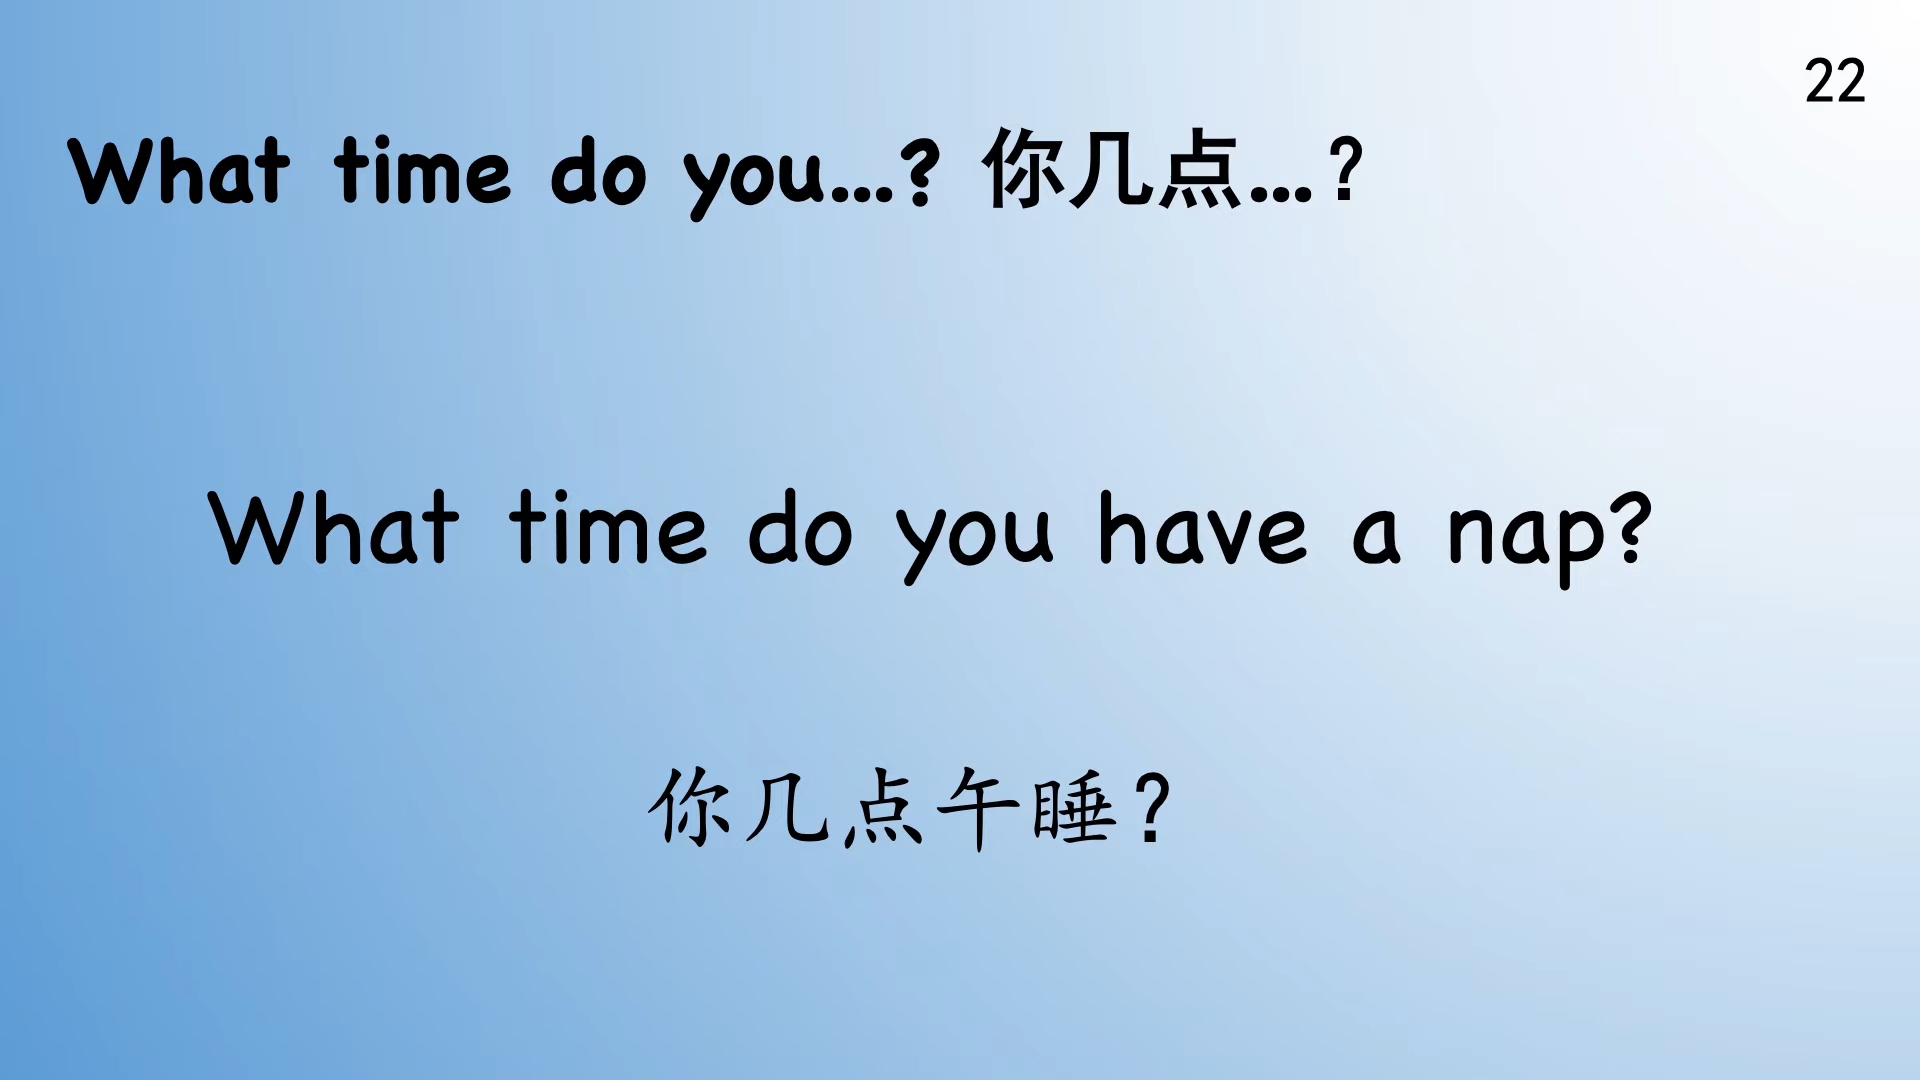 22
What time do you...? 你几点...？
What time do you have a nap?
你几点午睡？